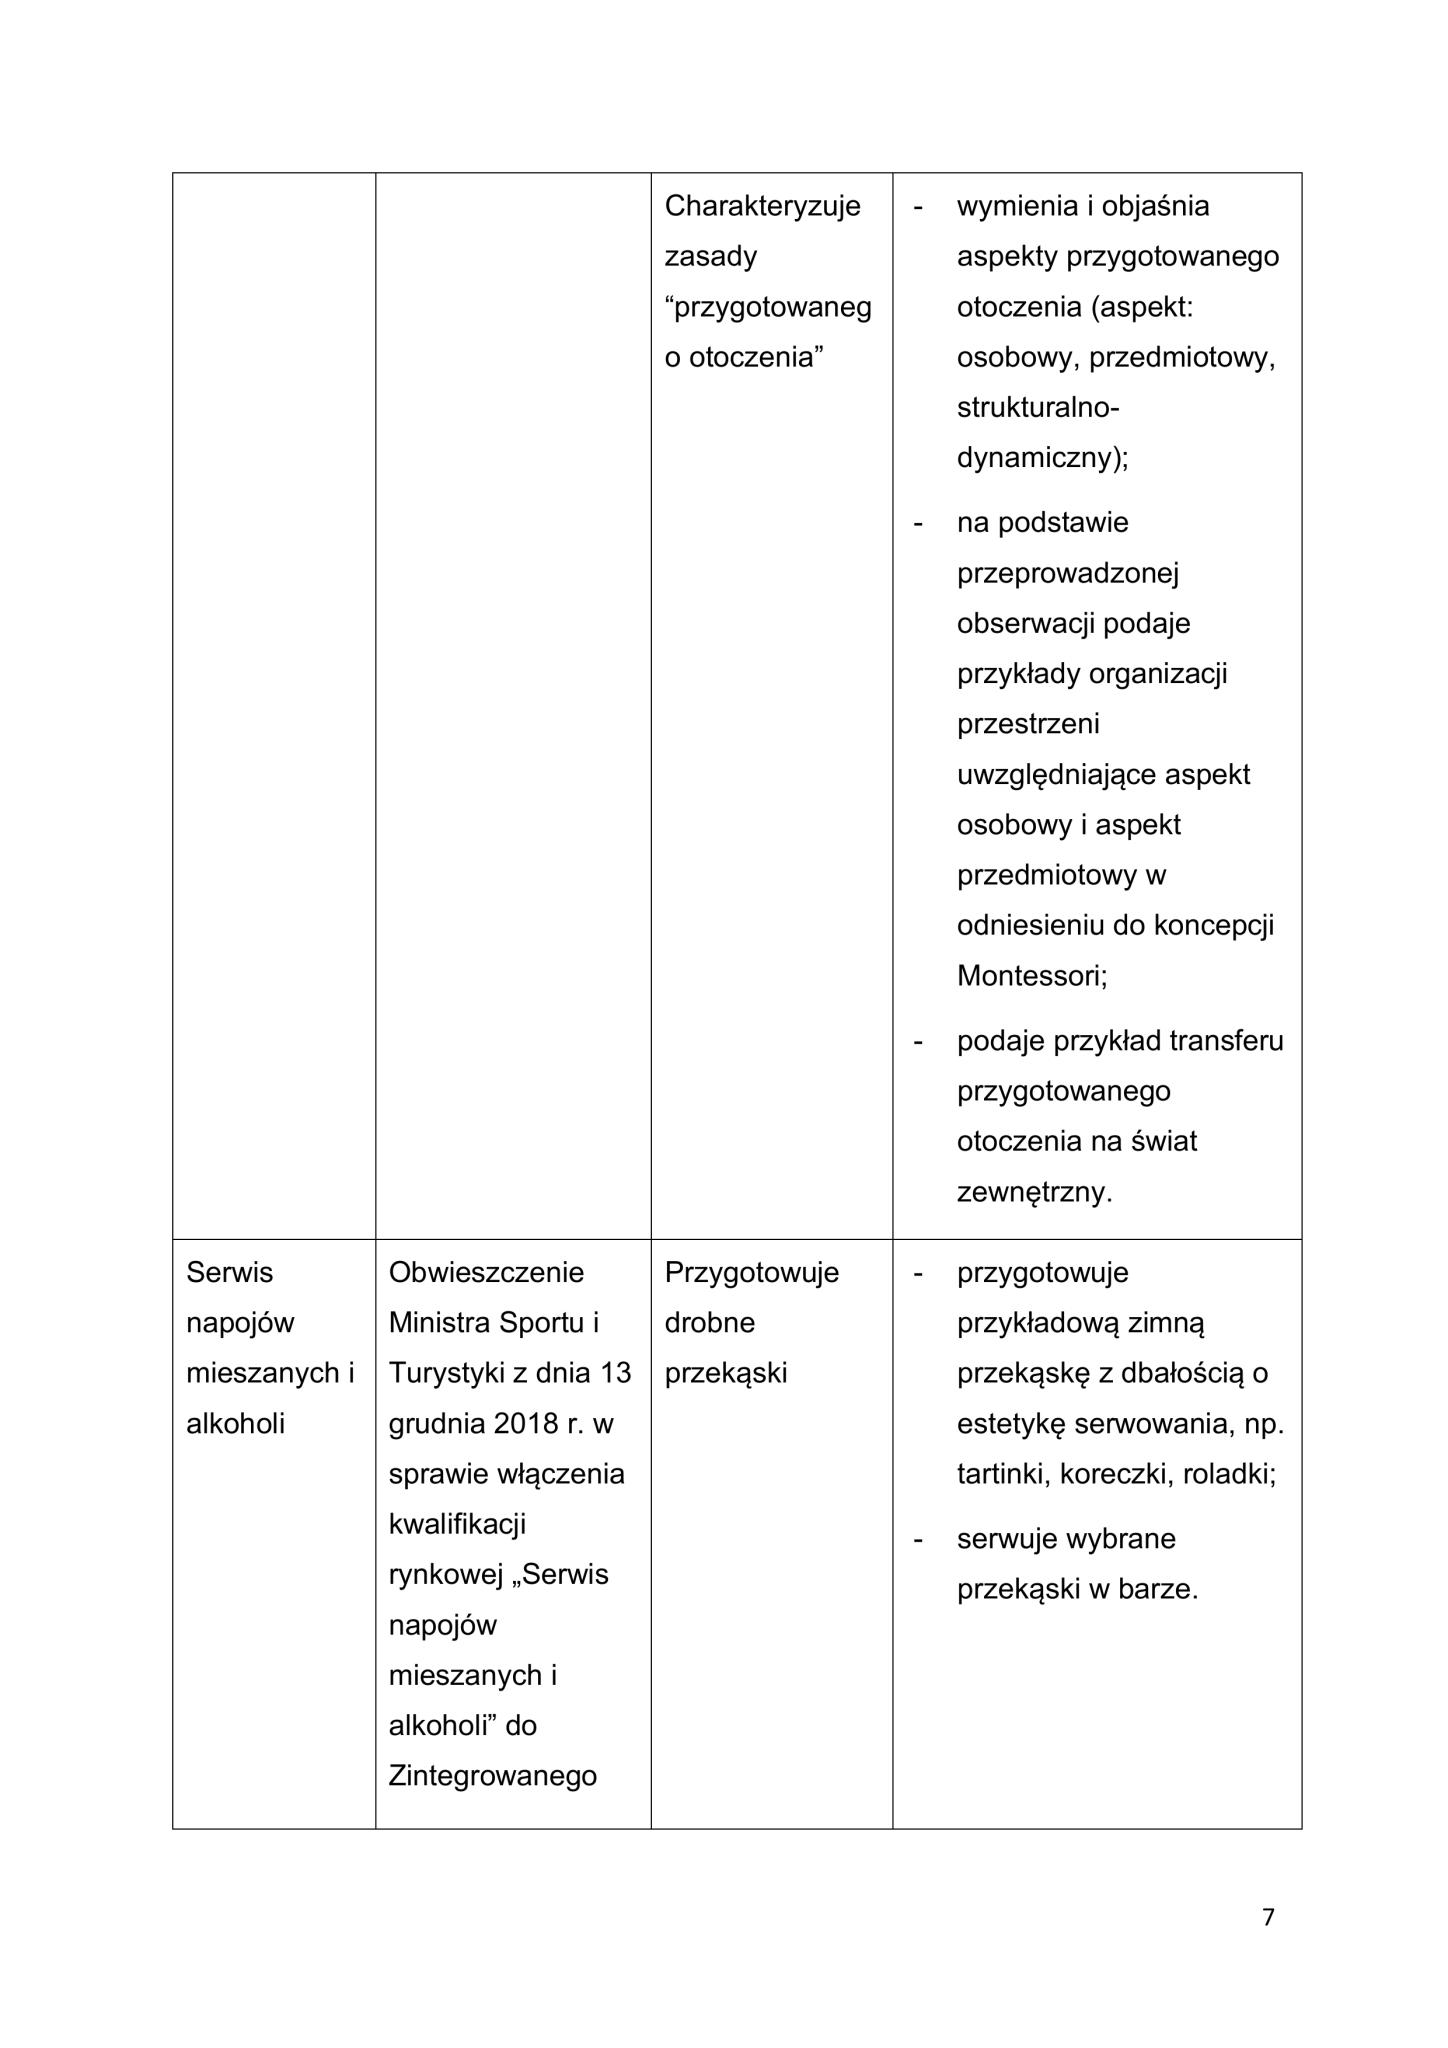 Charakteryzuje
zasady
“przygotowaneg
o otoczenia”
- wymienia i objaśnia
aspekty przygotowanego
otoczenia (aspekt:
osobowy, przedmiotowy,
strukturalno-
dynamiczny);
- na podstawie
przeprowadzonej
obserwacji podaje
przykłady organizacji
przestrzeni
uwzględniające aspekt
osobowy i aspekt
przedmiotowy w
odniesieniu do koncepcji
Montessori;
- podaje przykład transferu
przygotowanego
otoczenia na świat
zewnętrzny.
Serwis
napojów
mieszanych i
alkoholi
Obwieszczenie
Ministra Sportu i
Turystyki z dnia 13
grudnia 2018 r. w
sprawie włączenia
kwalifikacji
rynkowej „Serwis
napojów
mieszanych i
alkoholi” do
Zintegrowanego
Przygotowuje
drobne
przekąski
- przygotowuje
przykładową zimną
przekąskę z dbałością o
estetykę serwowania, np.
tartinki, koreczki, roladki;
- serwuje wybrane
przekąski w barze.
7